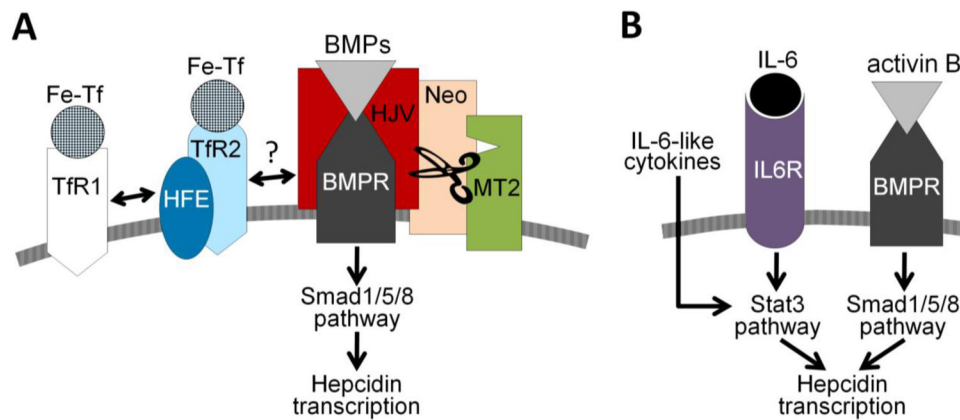 A
BMPs
Fe-Tf
Fe-Tf
HJV
Neo
TfR1
HFE
TfR2
?
BMPR
MT2
Smad1/5/8
pathway
Hepcidin
transcription
B
IL-6
activin B
IL-6-like
cytokines
IL6R
BMPR
Stat3
pathway
Smad1/5/8
pathway
Hepcidin
transcription